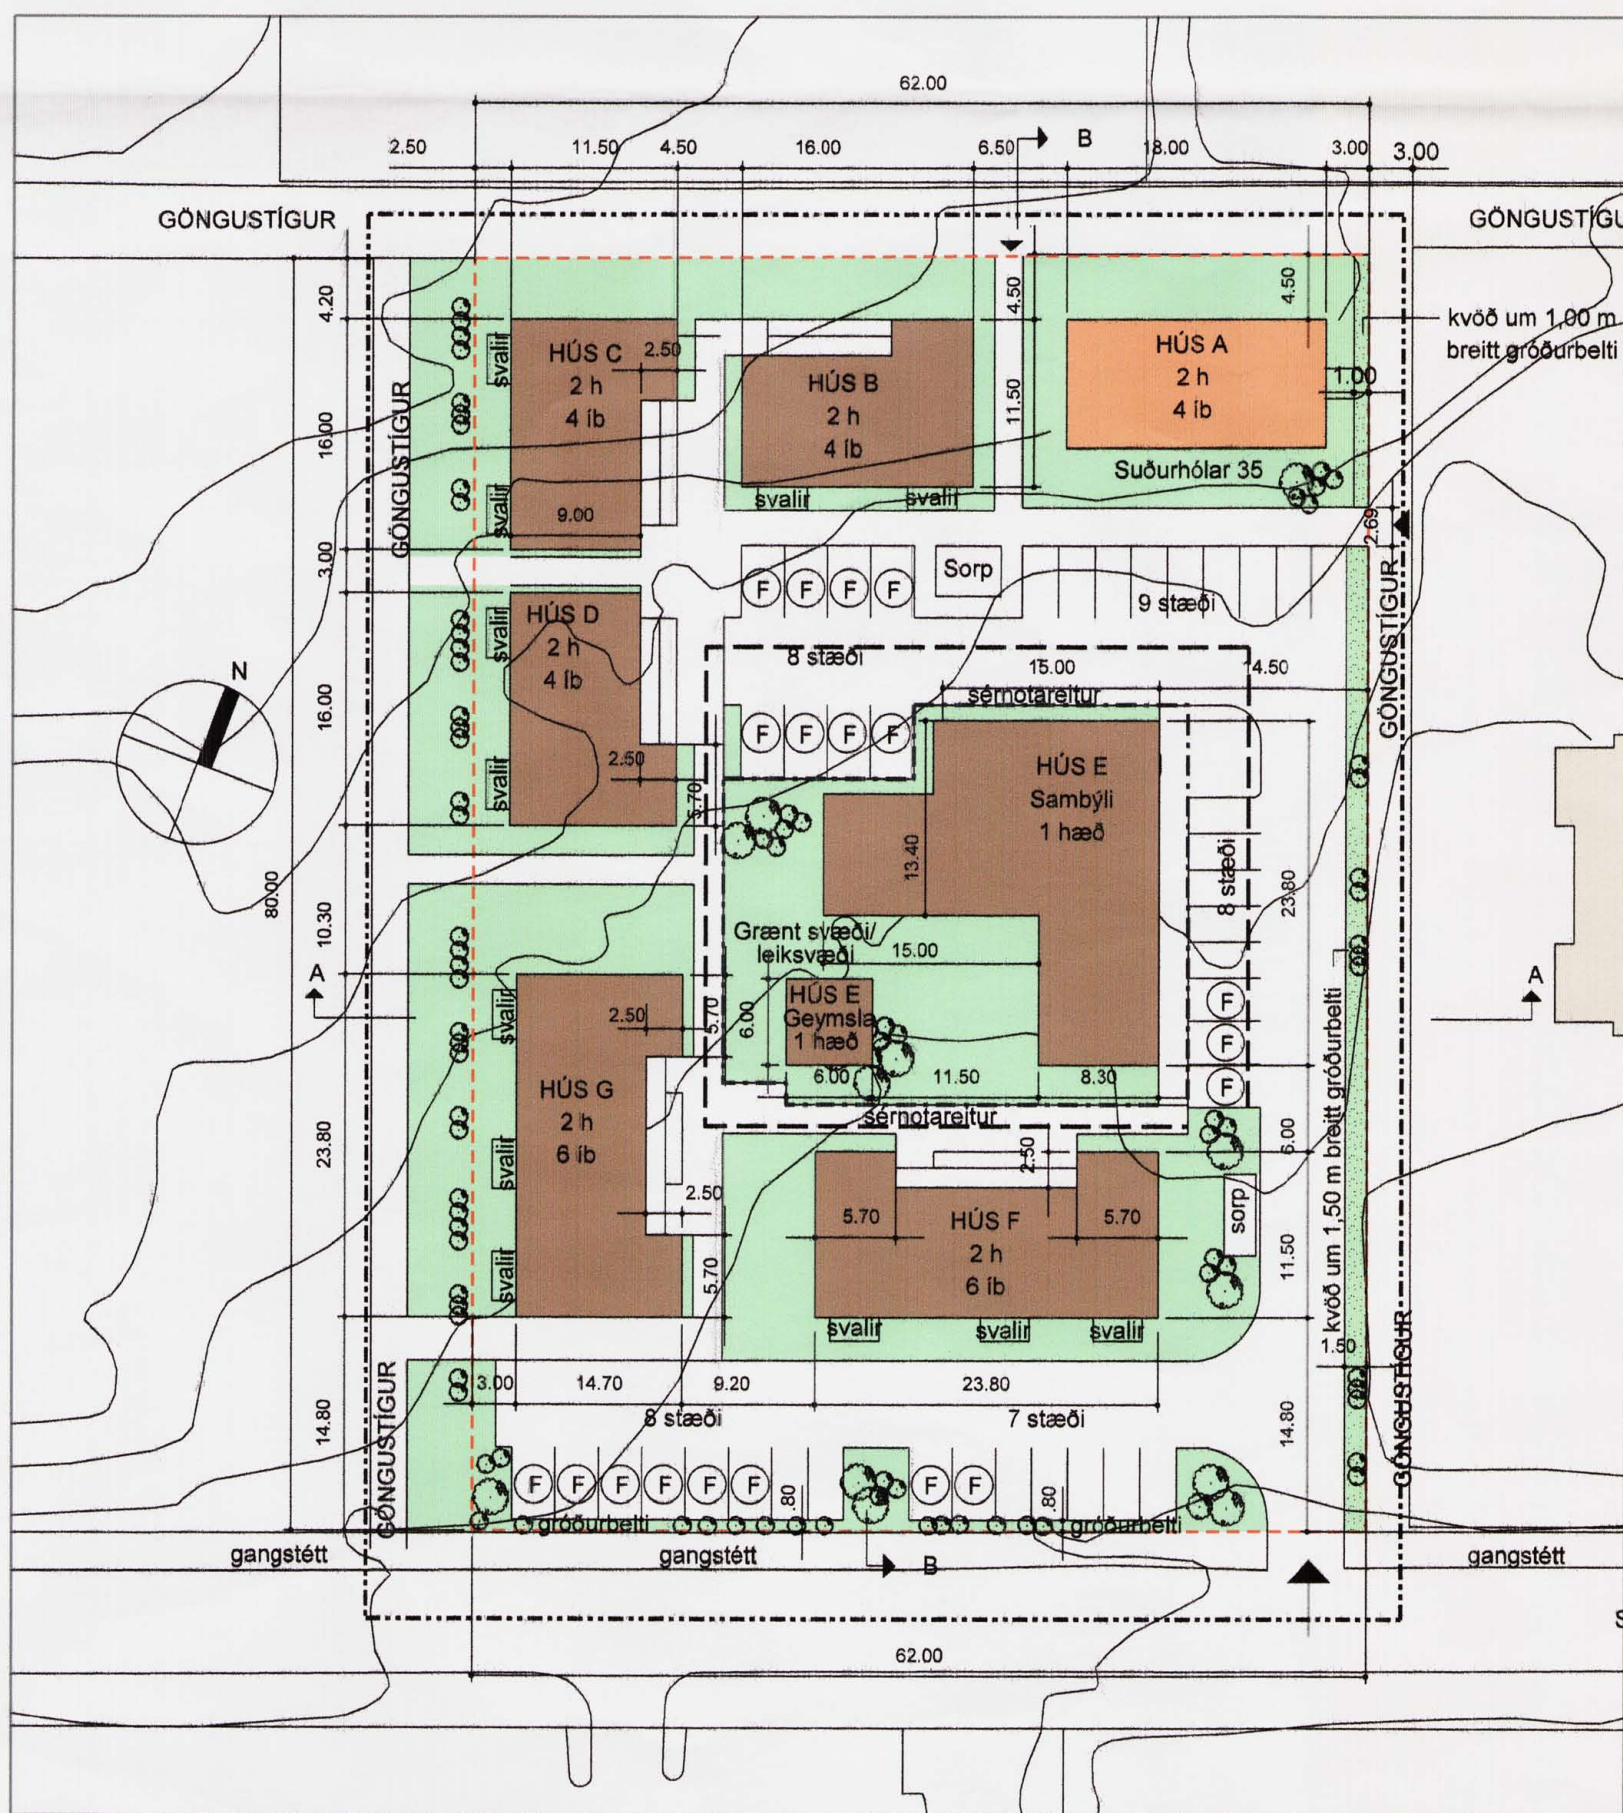 62.00
2.50
11.50
4.50
16.00
6.50
B
18.00
3.00
3.00
GÖNGUSTÍGUR
4.20
4.50
4.50
kvöð um 1,00 m
breitt gróðurbelti
svalir
HÚS C
2 h
4 íb
2.50
HÚS B
2 h
4 íb
11.50
HÚS A
2 h
4 íb
1.00
Suðurhólar 35
GÖNGUSTÍGUR
16.00
svalir
9.00
svalir
svalir
2.69
3.00
F
F
F
F
Sorp
9 stæði
GÖNGUSTÍGUR
svalir
HÚS D
2 h
4 íb
N
8 stæði
15.00
4.50
sérnotareitur
16.00
F
F
F
F
svalir
2.50
5.70
HÚS E
Sambýli
1 hæð
13.40
8 stæði
23.80
80.00
10.30
Grænt svæði/
leiksvæði
15.00
A
A
svalir
2.50
5.70
6.00
HÚS E
Geymsla
1 hæð
F
F
F
6.00
11.50
8.30
sérnotareitur
HÚS G
2 h
6 íb
23.80
svalir
2.50
6.00
kvöð um 1,50 m breitt gróðurbelti
2.50
5.70
HÚS F
2 h
6 íb
5.70
sorp
svalir
5.70
11.50
svalir
svalir
svalir
1.50
GÖNGUSTÍGUR
GÖNGUSTÍGUR
3.00
14.70
9.20
23.80
14.80
14.80
8 stæði
7 stæði
F
F
F
F
F
F
.80
F
F
.80
gróðurbelti
gróðurbelti
gangstétt
gangstétt
B
gangstétt
62.00